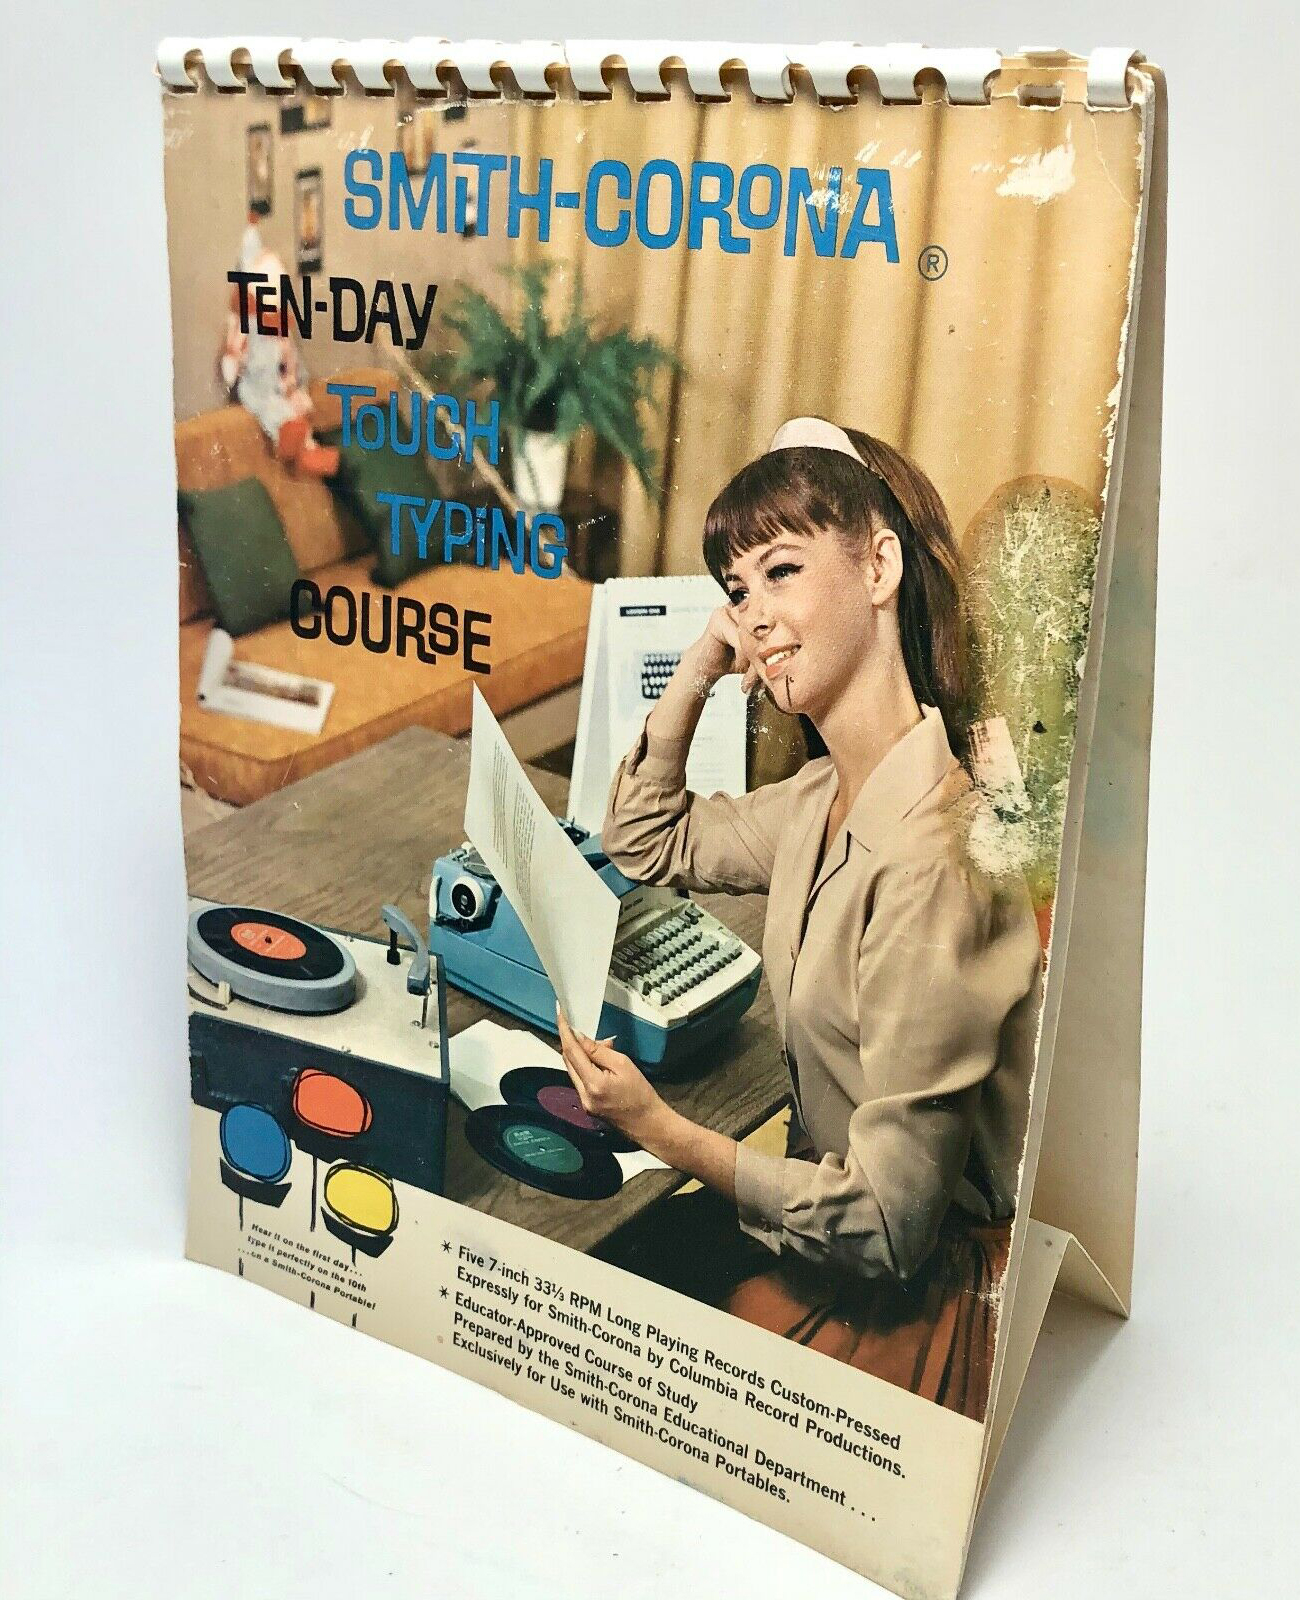 SMITH-CORONA ®
TEN-DAY
TOUCH
TYPING
COURSE
LESSON ONE
Hear it on the first day...
type it perfectly on the 10th
...on a Smith-Corona Portable!
* Five 7-inch 33⅓ RPM Long Playing Records Custom-Pressed
Expressly for Smith-Corona by Columbia Record Productions.
* Educator-Approved Course of Study
Prepared by the Smith-Corona Educational Department...
Exclusively for Use with Smith-Corona Portables.